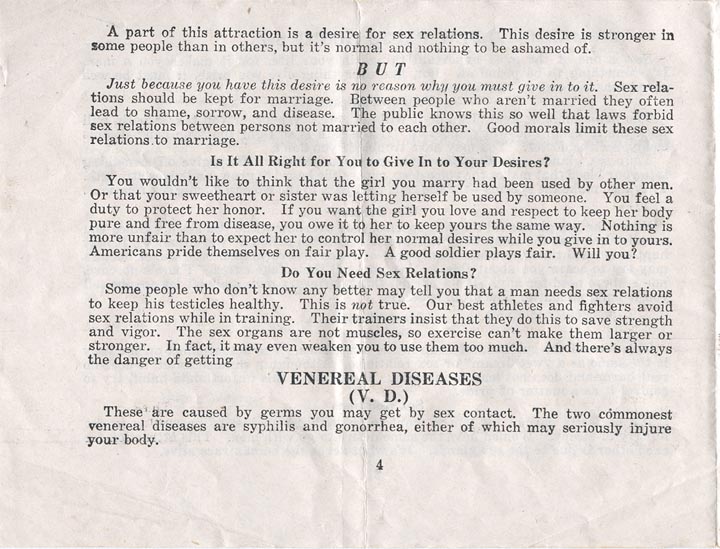 A part of this attraction is a desire for sex relations. This desire is stronger in
some people than in others, but it's normal and nothing to be ashamed of.
BUT
Just because you have this desire is no reason why you must give in to it. Sex rela-
tions should be kept for marriage. Between people who aren't married they often
lead to shame, sorrow, and disease. The public knows this so well that laws forbid
sex relations between persons not married to each other. Good morals limit these sex
relations to marriage.
Is It All Right for You to Give In to Your Desires?
You wouldn't like to think that the girl you marry had been used by other men.
Or that your sweetheart or sister was letting herself be used by someone. You feel a
duty to protect her honor. If you want the girl you love and respect to keep her body
pure and free from disease, you owe it to her to keep yours the same way. Nothing is
more unfair than to expect her to control her normal desires while you give in to yours.
Americans pride themselves on fair play. A good soldier plays fair. Will you?
Do You Need Sex Relations?
Some people who don't know any better may tell you that a man needs sex relations
to keep his testicles healthy. This is not true. Our best athletes and fighters avoid
sex relations while in training. Their trainers insist that they do this to save strength
and vigor. The sex organs are not muscles, so exercise can't make them larger or
stronger. In fact, it may even weaken you to use them too much. And there's always
the danger of getting
VENEREAL DISEASES
(V. D.)
These are caused by germs you may get by sex contact. The two commonest
venereal diseases are syphilis and gonorrhea, either of which may seriously injure
your body.
4